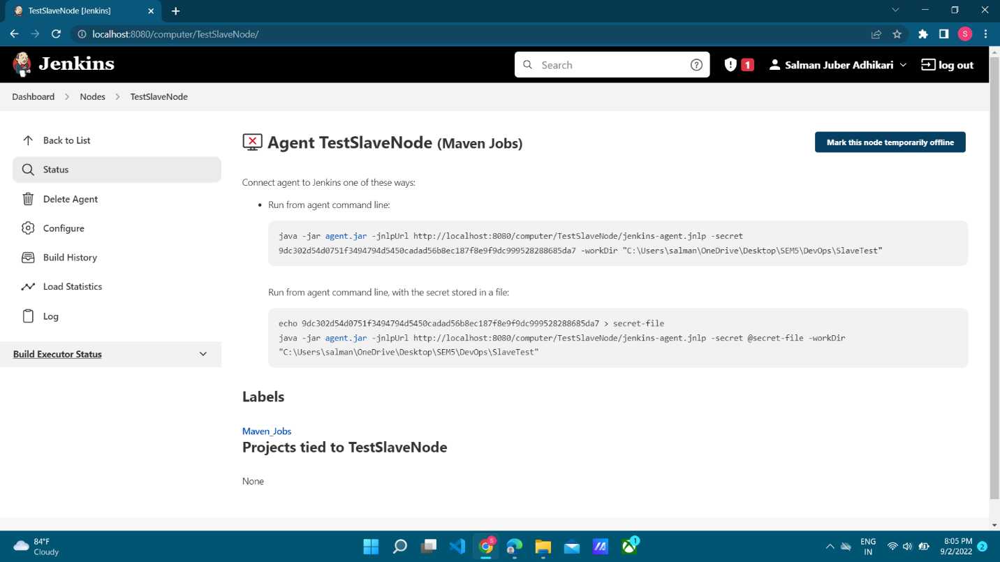 TestSlaveNode [Jenkins]
localhost:8080/computer/TestSlaveNode/
S
Jenkins
Search
1
Salman Juber Adhikari
log out
Dashboard
Nodes
TestSlaveNode
Back to List
Status
Delete Agent
Configure
Build History
Load Statistics
Log
Build Executor Status
Agent TestSlaveNode (Maven Jobs)
Mark this node temporarily offline
Connect agent to Jenkins one of these ways:
Run from agent command line:
java -jar agent.jar -jnlpUrl http://localhost:8080/computer/TestSlaveNode/jenkins-agent.jnlp -secret
9dc302d54d0751f3494794d5450cadad56b8ec187f8e9f9dc999528288685da7 -workDir "C:\Users\salman\OneDrive\Desktop\SEM5\DevOps\SlaveTest"
Run from agent command line, with the secret stored in a file:
echo 9dc302d54d0751f3494794d5450cadad56b8ec187f8e9f9dc999528288685da7 > secret-file
java -jar agent.jar -jnlpUrl http://localhost:8080/computer/TestSlaveNode/jenkins-agent.jnlp -secret @secret-file -workDir
"C:\Users\salman\OneDrive\Desktop\SEM5\DevOps\SlaveTest"
Labels
Maven_Jobs
Projects tied to TestSlaveNode
None
84°F
Cloudy
S
1
ENG
IN
8:05 PM
9/2/2022
2